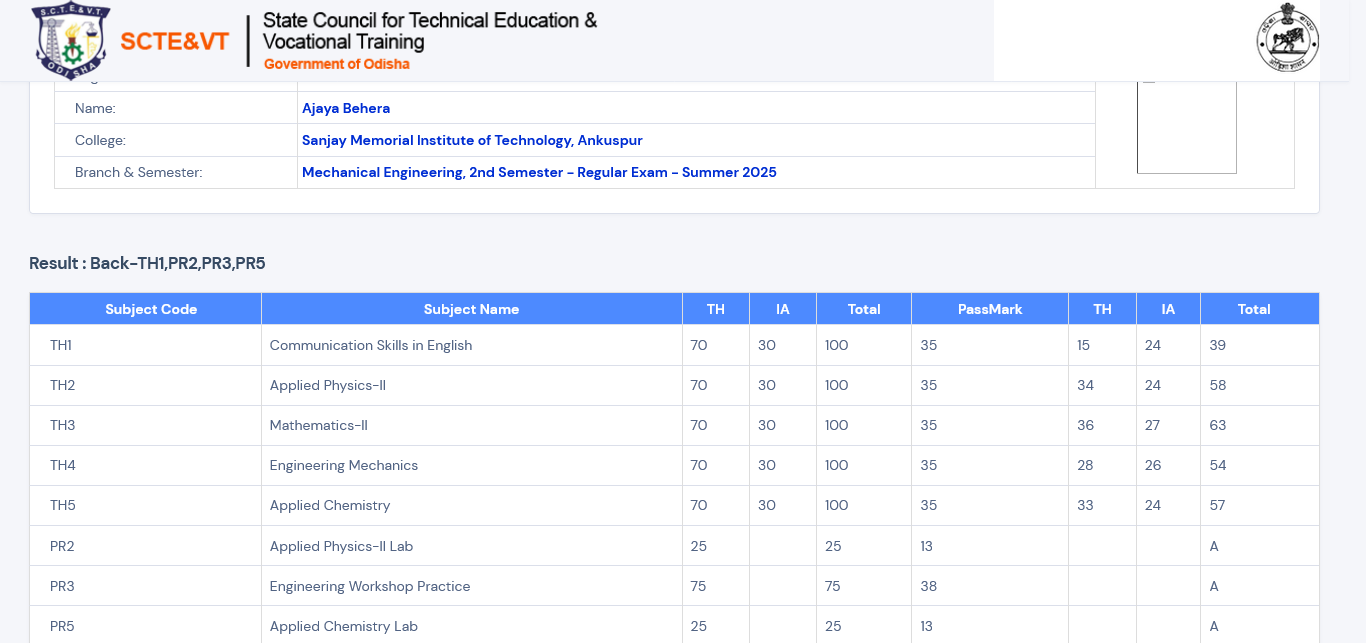 S.C.T.E.&V.T.
ODISHA
SCTE&VT
State Council for Technical Education &
Vocational Training
Government of Odisha
Name: Ajaya Behera
College: Sanjay Memorial Institute of Technology, Ankuspur
Branch & Semester: Mechanical Engineering, 2nd Semester - Regular Exam - Summer 2025
Result : Back-TH1,PR2,PR3,PR5
Subject Code Subject Name TH IA Total PassMark TH IA Total
TH1 Communication Skills in English 70 30 100 35 15 24 39
TH2 Applied Physics-II 70 30 100 35 34 24 58
TH3 Mathematics-II 70 30 100 35 36 27 63
TH4 Engineering Mechanics 70 30 100 35 28 26 54
TH5 Applied Chemistry 70 30 100 35 33 24 57
PR2 Applied Physics-II Lab 25 25 13 A
PR3 Engineering Workshop Practice 75 75 38 A
PR5 Applied Chemistry Lab 25 25 13 A